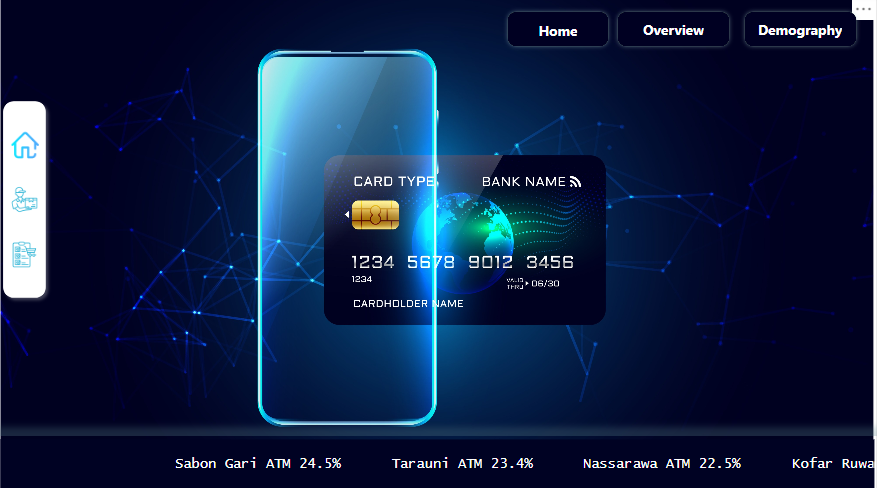 Home Overview Demography
CARD TYPE BANK NAME
1234 5678 9012 3456
1234
VALID
THRU 06/30
CARDHOLDER NAME
Sabon Gari ATM 24.5% Tarauni ATM 23.4% Nassarawa ATM 22.5% Kofar Ruwa